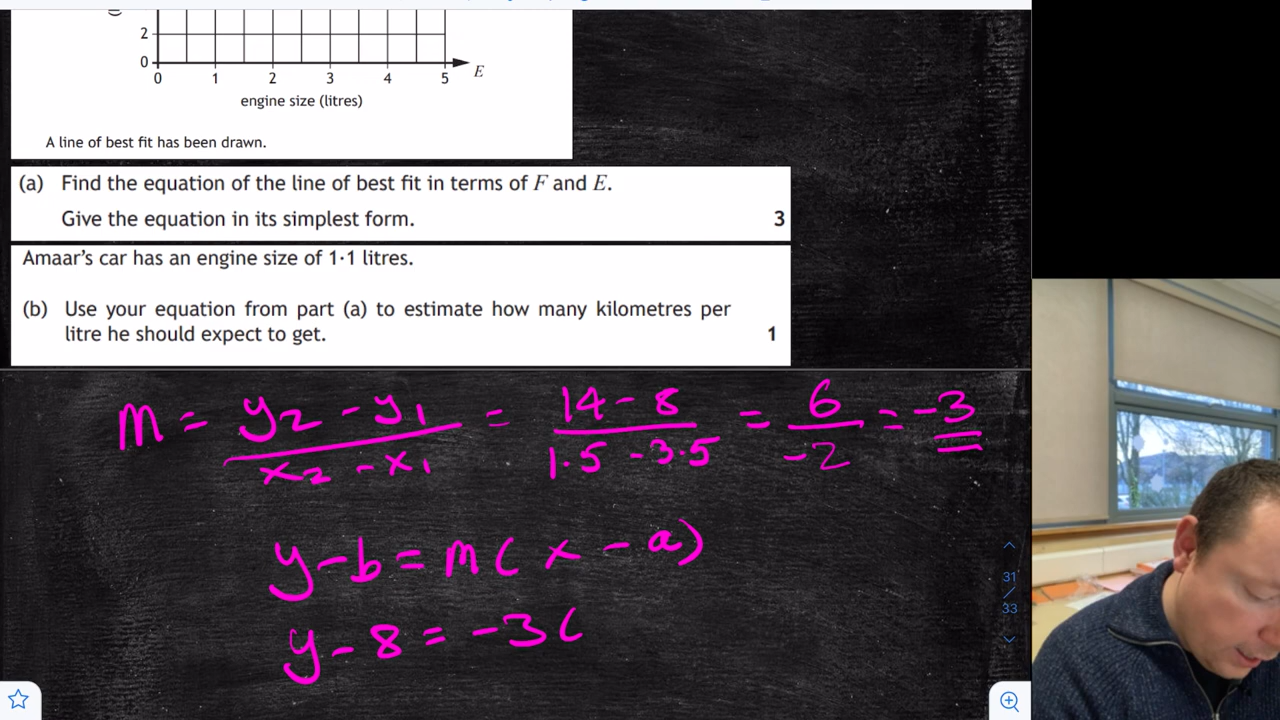 2
0
0 1 2 3 4 5 E
engine size (litres)
A line of best fit has been drawn.
(a) Find the equation of the line of best fit in terms of F and E.
Give the equation in its simplest form. 3
Amaar's car has an engine size of 1·1 litres.
(b) Use your equation from part (a) to estimate how many kilometres per
litre he should expect to get. 1
m = y₂ - y₁ / x₂ - x₁ = 14 - 8 / 1.5 - 3.5 = 6 / -2 = -3
y - b = m ( x - a)
y - 8 = -3 (
31
/
33